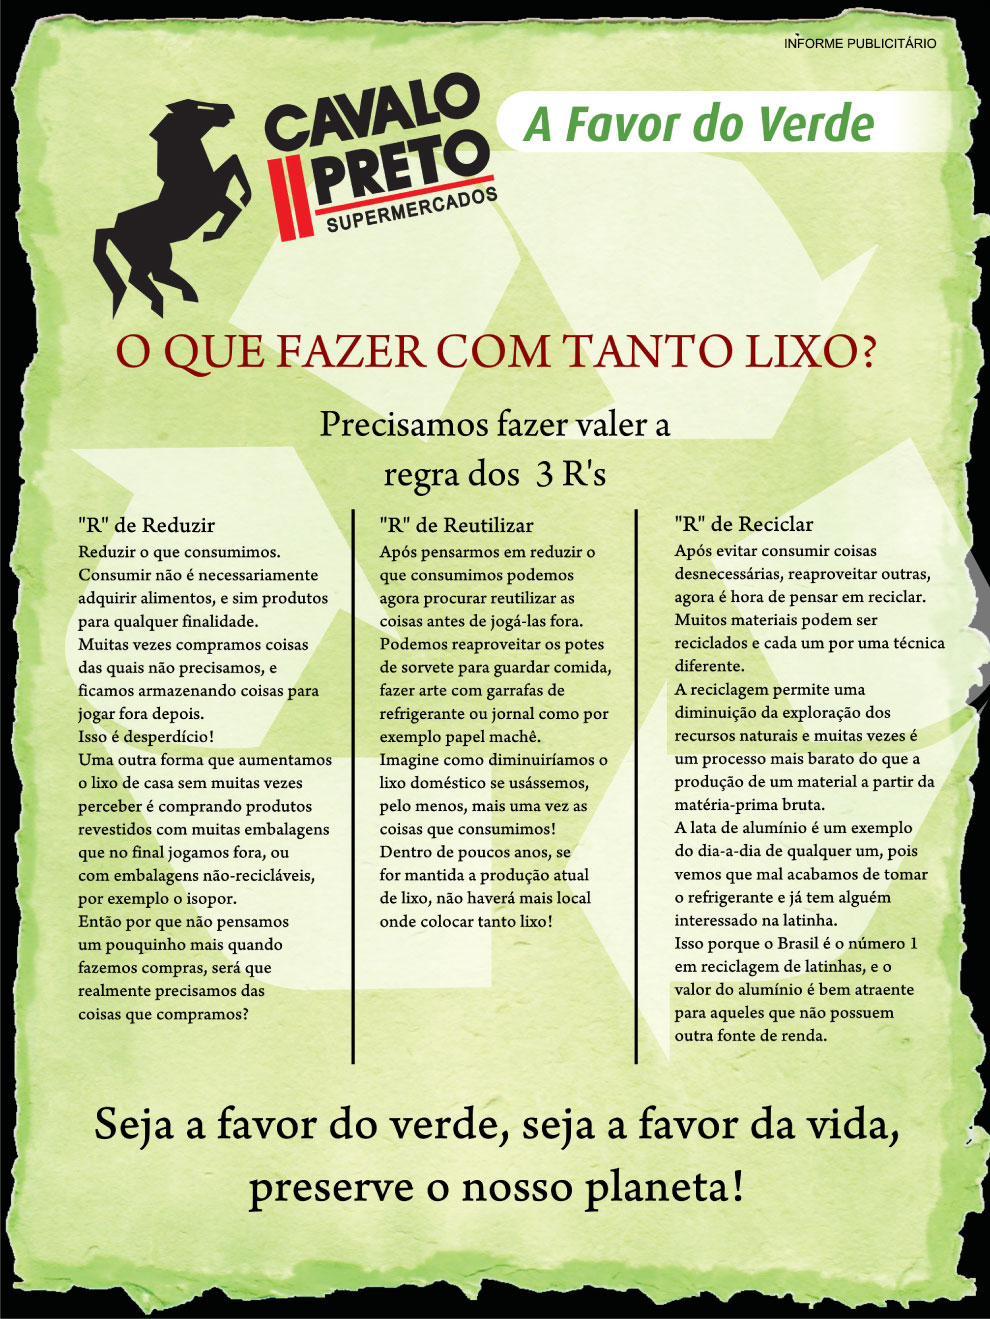 INFORME PUBLICITÁRIO
CAVALO
PRETO
SUPERMERCADOS
A Favor do Verde
O QUE FAZER COM TANTO LIXO?
Precisamos fazer valer a
regra dos 3 R's
"R" de Reduzir
Reduzir o que consumimos.
Consumir não é necessariamente
adquirir alimentos, e sim produtos
para qualquer finalidade.
Muitas vezes compramos coisas
das quais não precisamos, e
ficamos armazenando coisas para
jogar fora depois.
Isso é desperdício!
Uma outra forma que aumentamos
o lixo de casa sem muitas vezes
perceber é comprando produtos
revestidos com muitas embalagens
que no final jogamos fora, ou
com embalagens não-recicláveis,
por exemplo o isopor.
Então por que não pensamos
um pouquinho mais quando
fazemos compras, será que
realmente precisamos das
coisas que compramos?
"R" de Reutilizar
Após pensarmos em reduzir o
que consumimos podemos
agora procurar reutilizar as
coisas antes de jogá-las fora.
Podemos reaproveitar os potes
de sorvete para guardar comida,
fazer arte com garrafas de
refrigerante ou jornal como por
exemplo papel machê.
Imagine como diminuiríamos o
lixo doméstico se usássemos,
pelo menos, mais uma vez as
coisas que consumimos!
Dentro de poucos anos, se
for mantida a produção atual
de lixo, não haverá mais local
onde colocar tanto lixo!
"R" de Reciclar
Após evitar consumir coisas
desnecessárias, reaproveitar outras,
agora é hora de pensar em reciclar.
Muitos materiais podem ser
reciclados e cada um por uma técnica
diferente.
A reciclagem permite uma
diminuição da exploração dos
recursos naturais e muitas vezes é
um processo mais barato do que a
produção de um material a partir da
matéria-prima bruta.
A lata de alumínio é um exemplo
do dia-a-dia de qualquer um, pois
vemos que mal acabamos de tomar
o refrigerante e já tem alguém
interessado na latinha.
Isso porque o Brasil é o número 1
em reciclagem de latinhas, e o
valor do alumínio é bem atraente
para aqueles que não possuem
outra fonte de renda.
Seja a favor do verde, seja a favor da vida,
preserve o nosso planeta!